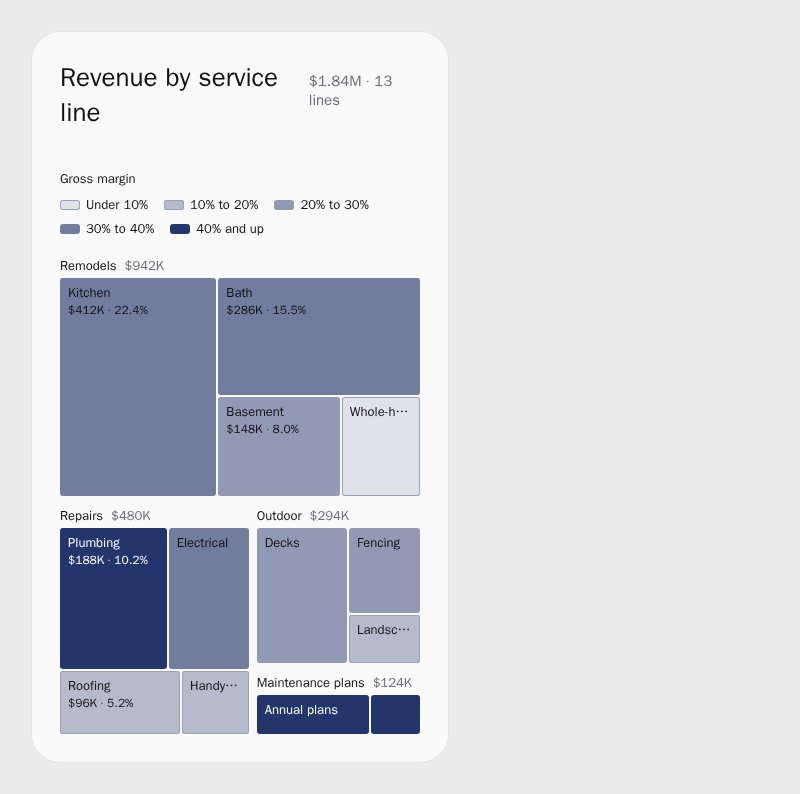 Revenue by service
line
$1.84M · 13
lines
Gross margin
Under 10%
10% to 20%
20% to 30%
30% to 40%
40% and up
Remodels $942K
Kitchen
$412K · 22.4%
Bath
$286K · 15.5%
Basement
$148K · 8.0%
Whole-h···
Repairs $480K
Plumbing
$188K · 10.2%
Electrical
Roofing
$96K · 5.2%
Handy···
Outdoor $294K
Decks
Fencing
Landsc···
Maintenance plans $124K
Annual plans